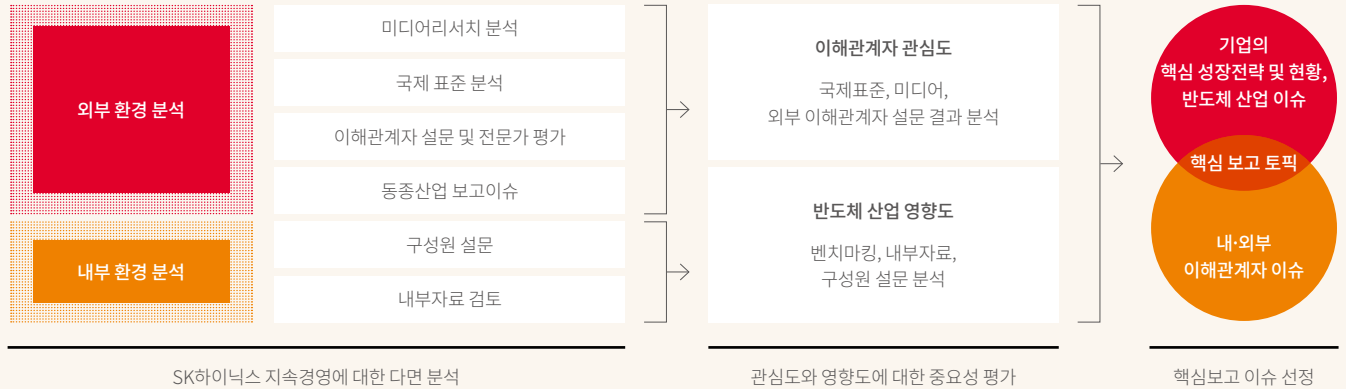 외부 환경 분석
미디어리서치 분석
국제 표준 분석
이해관계자 설문 및 전문가 평가
동종산업 보고이슈
내부 환경 분석
구성원 설문
내부자료 검토
SK하이닉스 지속경영에 대한 다면 분석
이해관계자 관심도
국제표준, 미디어,
외부 이해관계자 설문 결과 분석
반도체 산업 영향도
벤치마킹, 내부자료,
구성원 설문 분석
관심도와 영향도에 대한 중요성 평가
기업의
핵심 성장전략 및 현황,
반도체 산업 이슈
핵심 보고 토픽
내·외부
이해관계자 이슈
핵심보고 이슈 선정